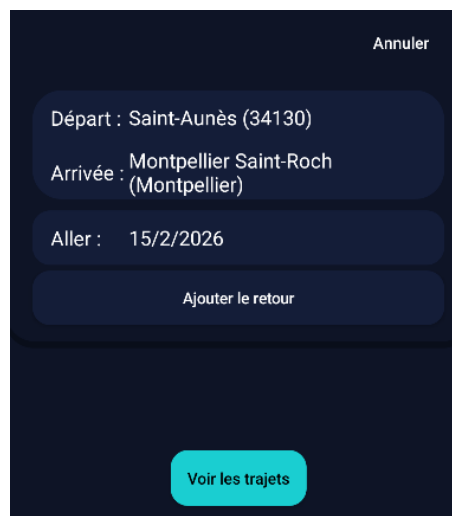 Annuler
Départ : Saint-Aunès (34130)
Arrivée : Montpellier Saint-Roch
(Montpellier)
Aller : 15/2/2026
Ajouter le retour
Voir les trajets